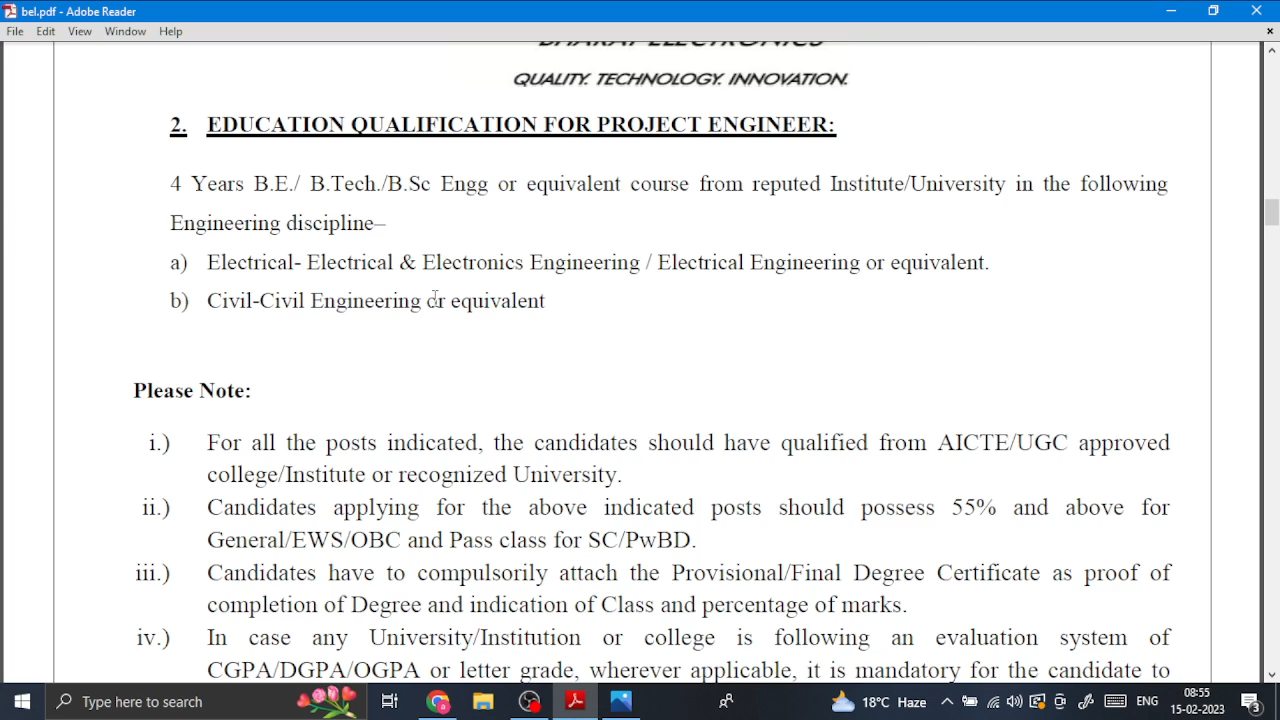 bel.pdf - Adobe Reader
File Edit View Window Help
BHARAT ELECTRONICS
QUALITY. TECHNOLOGY. INNOVATION.
2. EDUCATION QUALIFICATION FOR PROJECT ENGINEER:
4 Years B.E./ B.Tech./B.Sc Engg or equivalent course from reputed Institute/University in the following
Engineering discipline–
a) Electrical- Electrical & Electronics Engineering / Electrical Engineering or equivalent.
b) Civil-Civil Engineering or equivalent
Please Note:
i.) For all the posts indicated, the candidates should have qualified from AICTE/UGC approved
college/Institute or recognized University.
ii.) Candidates applying for the above indicated posts should possess 55% and above for
General/EWS/OBC and Pass class for SC/PwBD.
iii.) Candidates have to compulsorily attach the Provisional/Final Degree Certificate as proof of
completion of Degree and indication of Class and percentage of marks.
iv.) In case any University/Institution or college is following an evaluation system of
CGPA/DGPA/OGPA or letter grade, wherever applicable, it is mandatory for the candidate to
Type here to search
18°C Haze
ENG
08:55
15-02-2023
3